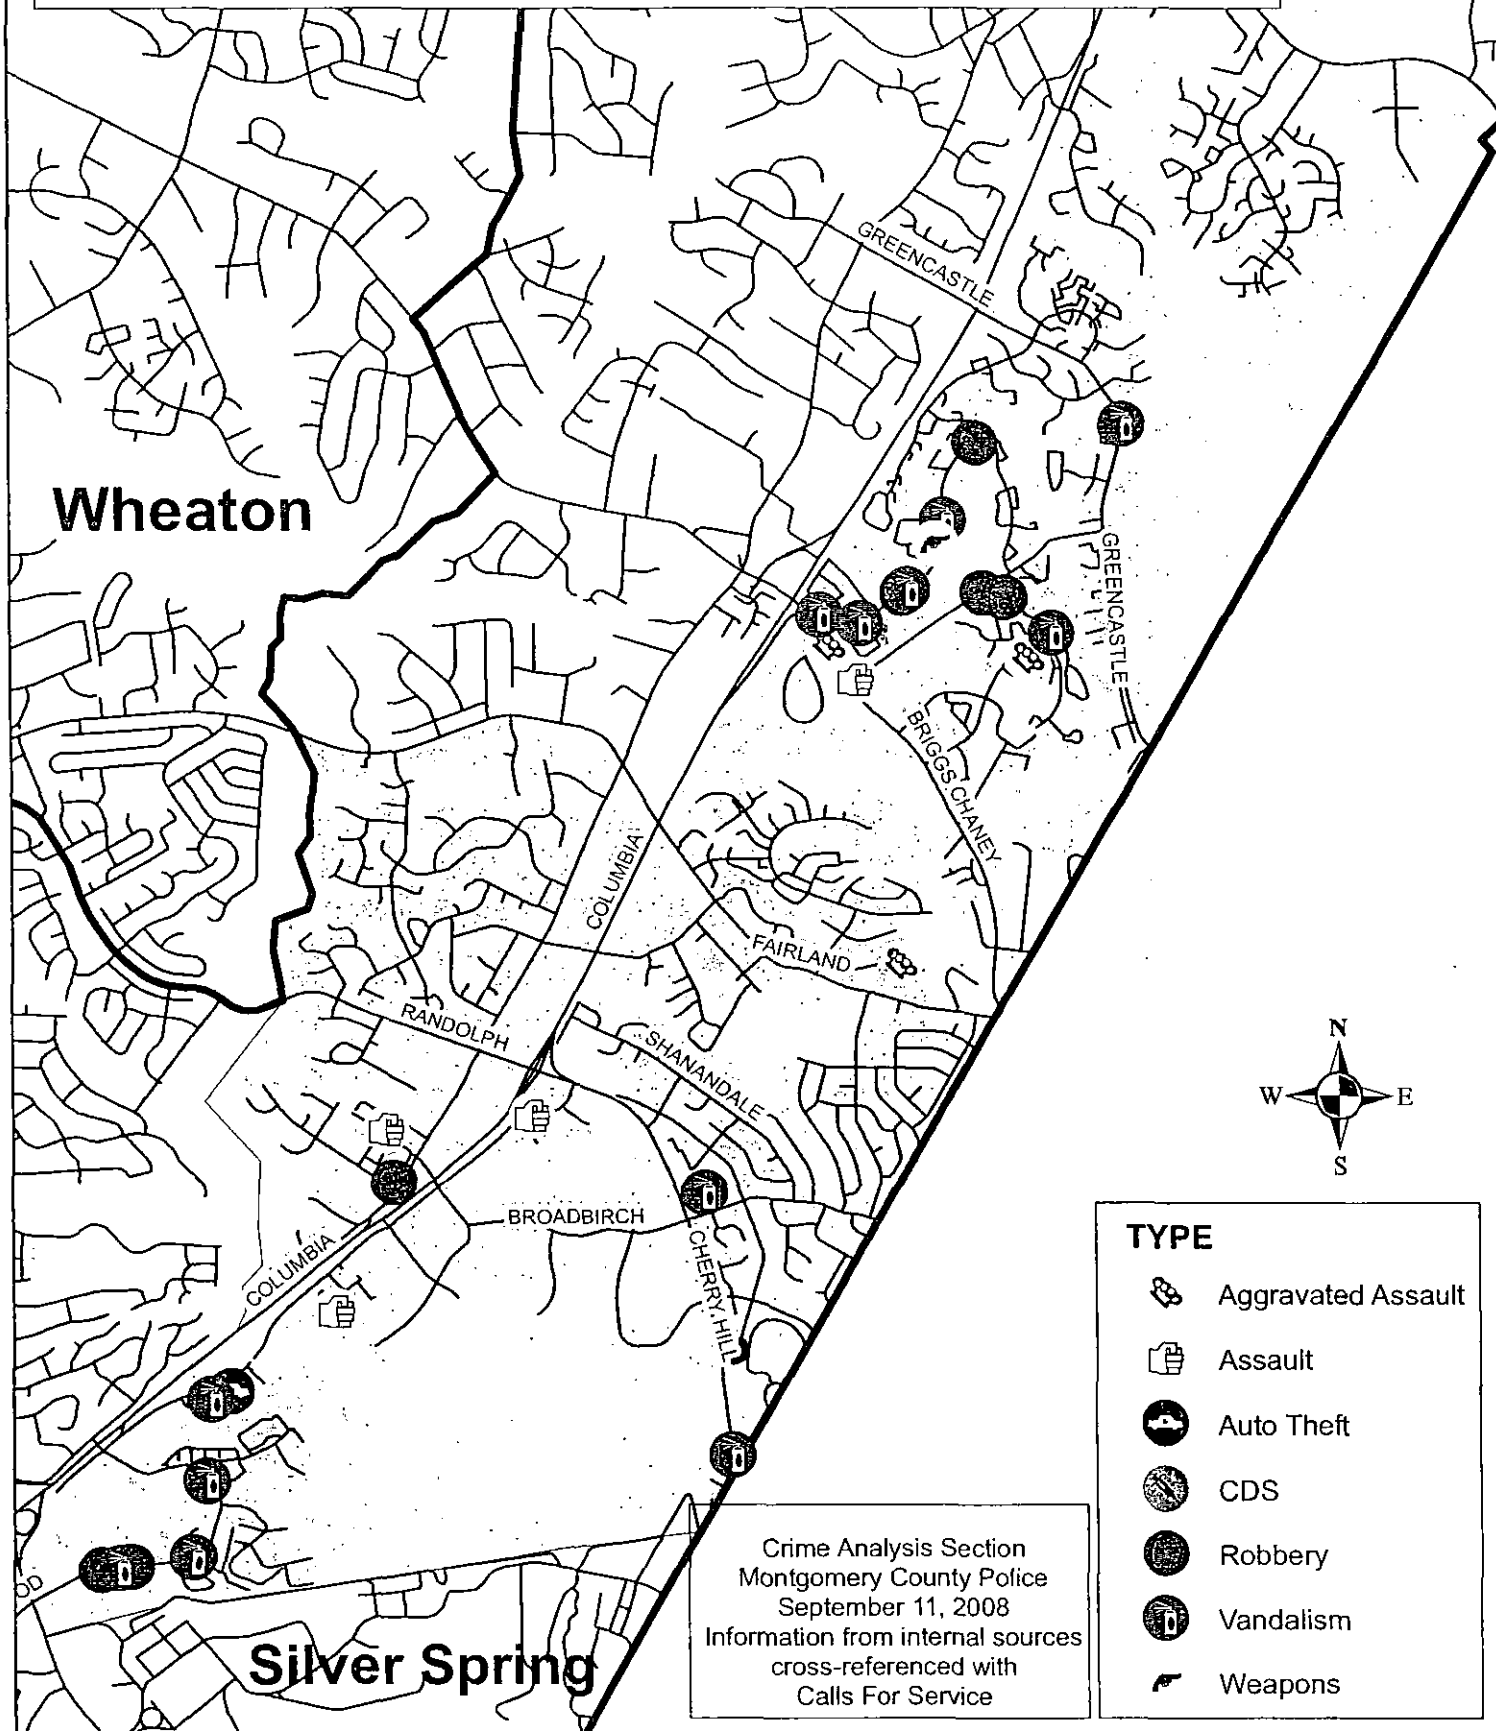 GREENCASTLE
Wheaton
GREENCASTLE
BRIGGS CHANEY
COLUMBIA
FAIRLAND
RANDOLPH
SHANANDALE
BROADBIRCH
COLUMBIA
CHERRY HILL
OD
Silver Spring
N
W E
S
TYPE
Aggravated Assault
Assault
Auto Theft
CDS
Robbery
Vandalism
Weapons
Crime Analysis Section
Montgomery County Police
September 11, 2008
Information from internal sources
cross-referenced with
Calls For Service